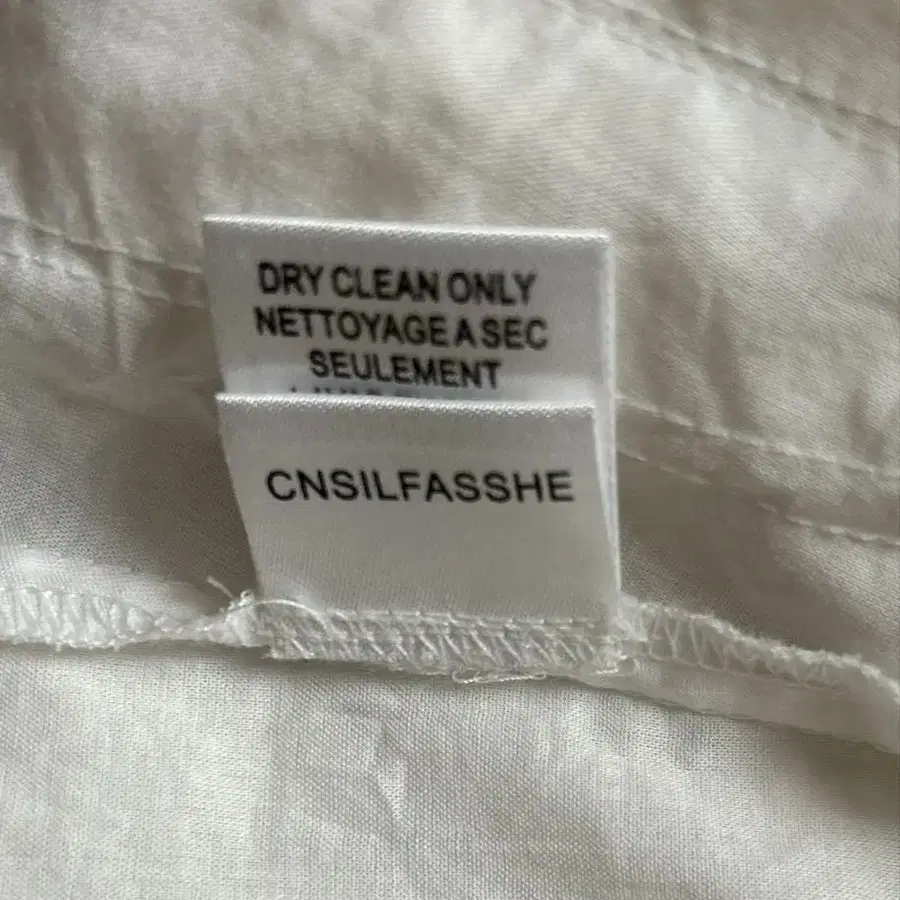 DRY CLEAN ONLY
NETTOYAGE A SEC
SEULEMENT
CNSILFASSHE